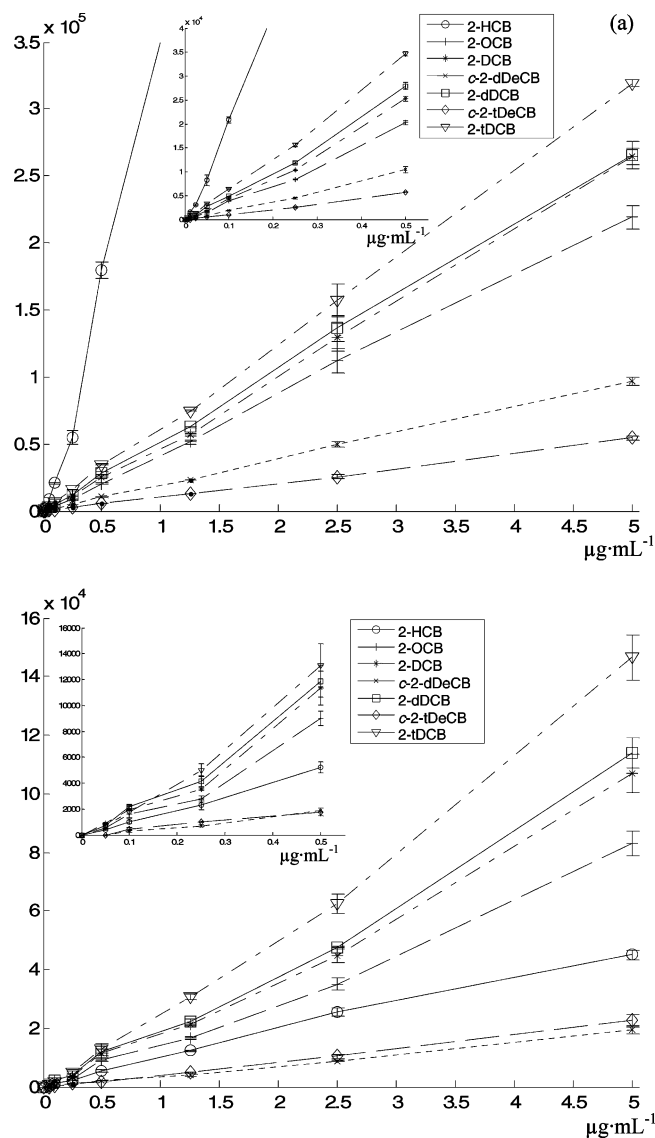 x 10⁵
(a)
3.5
3
2.5
2
1.5
1
0.5
0
0 0.5 1 1.5 2 2.5 3 3.5 4 4.5 5
µg·mL⁻¹
x 10⁴
4
3.5
3
2.5
2
1.5
1
0.5
0
0 0.1 0.2 0.3 0.4 0.5
µg·mL⁻¹
2-HCB
2-OCB
2-DCB
c-2-dDeCB
2-dDCB
c-2-tDeCB
2-tDCB
x 10⁴
16
14
12
10
8
6
4
2
0
0 0.5 1 1.5 2 2.5 3 3.5 4 4.5 5
µg·mL⁻¹
16000
14000
12000
10000
8000
6000
4000
2000
0
0 0.1 0.2 0.3 0.4 0.5
µg·mL⁻¹
2-HCB
2-OCB
2-DCB
c-2-dDeCB
2-dDCB
c-2-tDeCB
2-tDCB